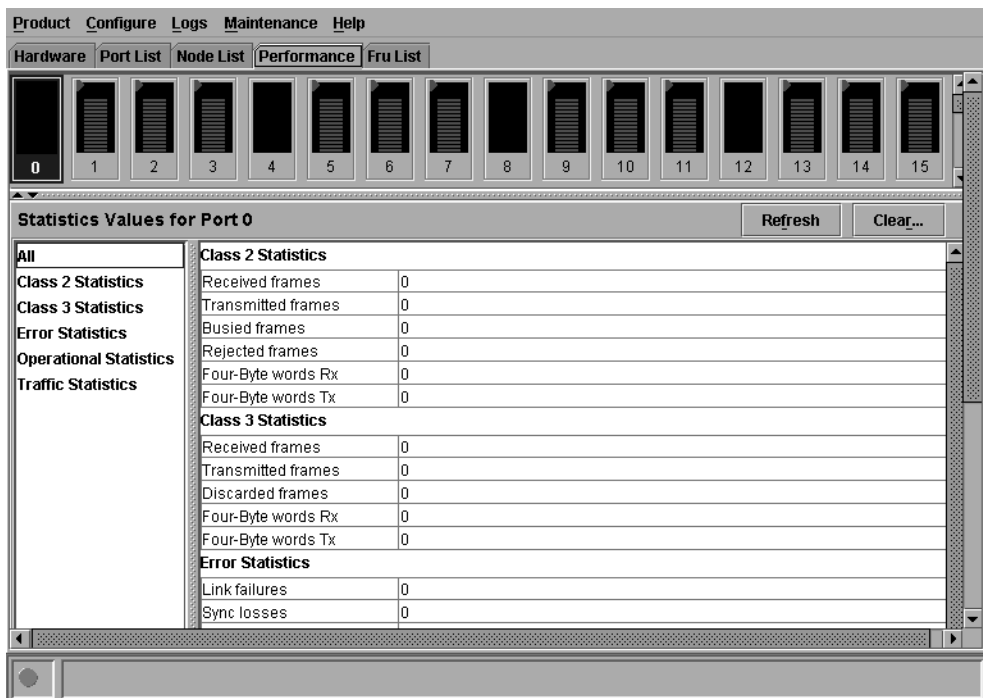 Product Configure Logs Maintenance Help
Hardware Port List Node List Performance Fru List
0 1 2 3 4 5 6 7 8 9 10 11 12 13 14 15
Statistics Values for Port 0 Refresh Clear...
All
Class 2 Statistics
Class 3 Statistics
Error Statistics
Operational Statistics
Traffic Statistics
Class 2 Statistics
Received frames 0
Transmitted frames 0
Busied frames 0
Rejected frames 0
Four-Byte words Rx 0
Four-Byte words Tx 0
Class 3 Statistics
Received frames 0
Transmitted frames 0
Discarded frames 0
Four-Byte words Rx 0
Four-Byte words Tx 0
Error Statistics
Link failures 0
Sync losses 0